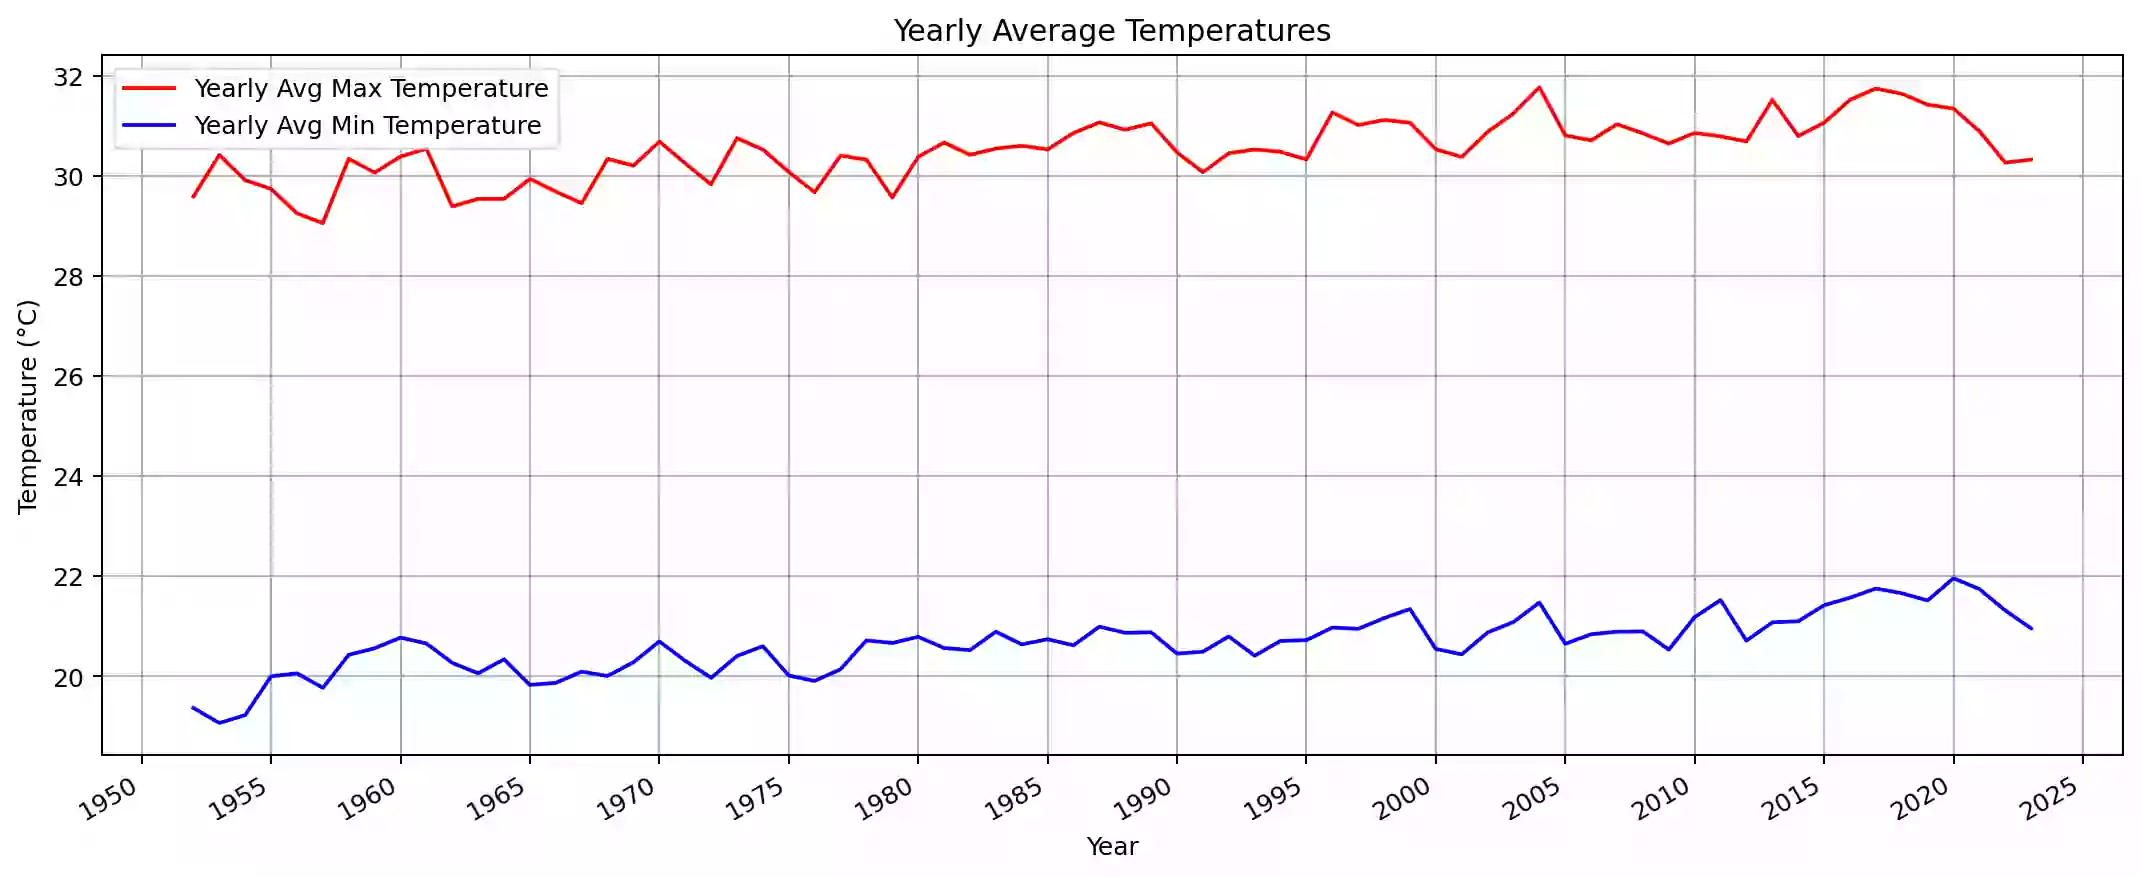 Yearly Average Temperatures
Yearly Avg Max Temperature
Yearly Avg Min Temperature
32
30
28
26
24
22
20
Temperature (°C)
1950 1955 1960 1965 1970 1975 1980 1985 1990 1995 2000 2005 2010 2015 2020 2025
Year